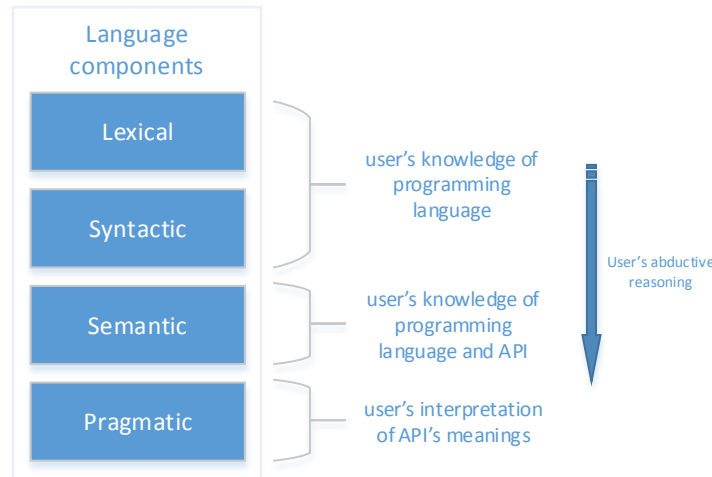 Language
components
Lexical
Syntactic
Semantic
Pragmatic
user's knowledge of
programming
language
user's knowledge of
programming
language and API
user's interpretation
of API's meanings
User's abductive
reasoning